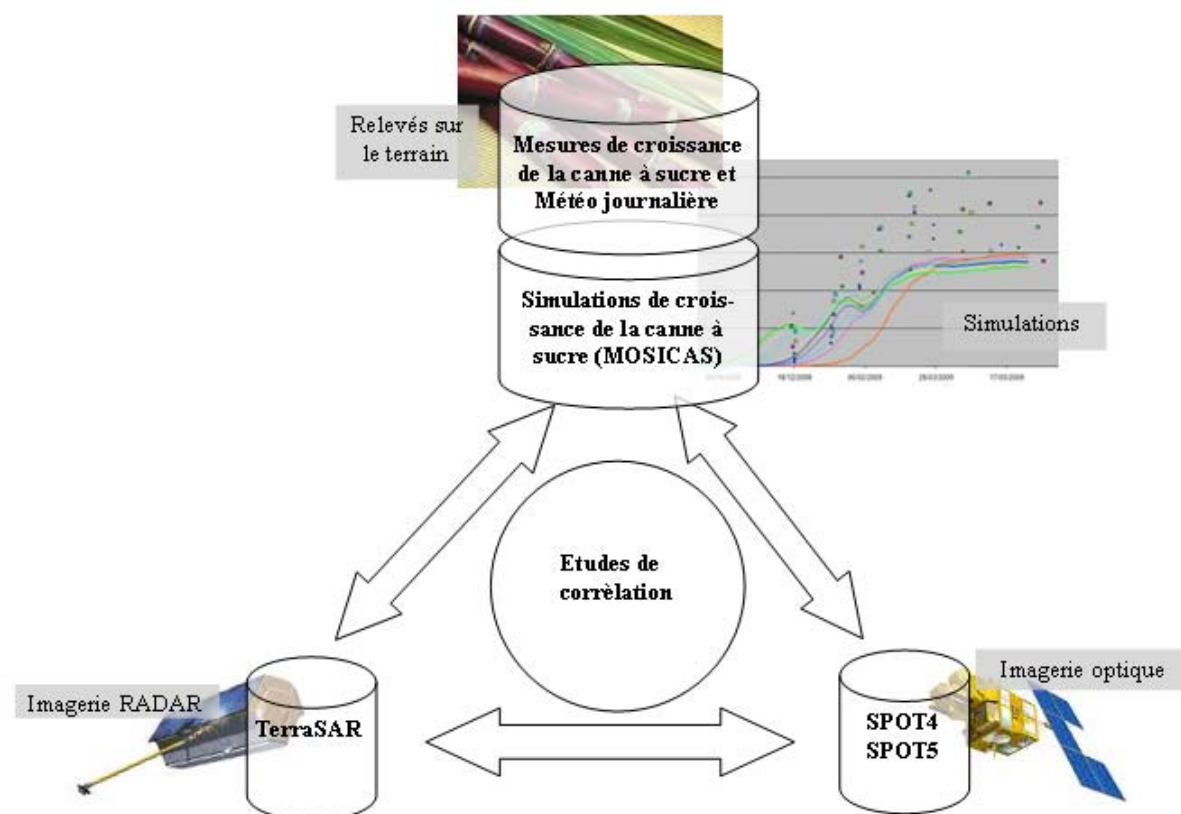 Relevés sur
le terrain
Mesures de croissance
de la canne à sucre et
Météo journalière
Simulations de crois-
sance de la canne à
sucre (MOSICAS)
Simulations
Etudes de
corrèlation
Imagerie RADAR
TerraSAR
Imagerie optique
SPOT4
SPOT5